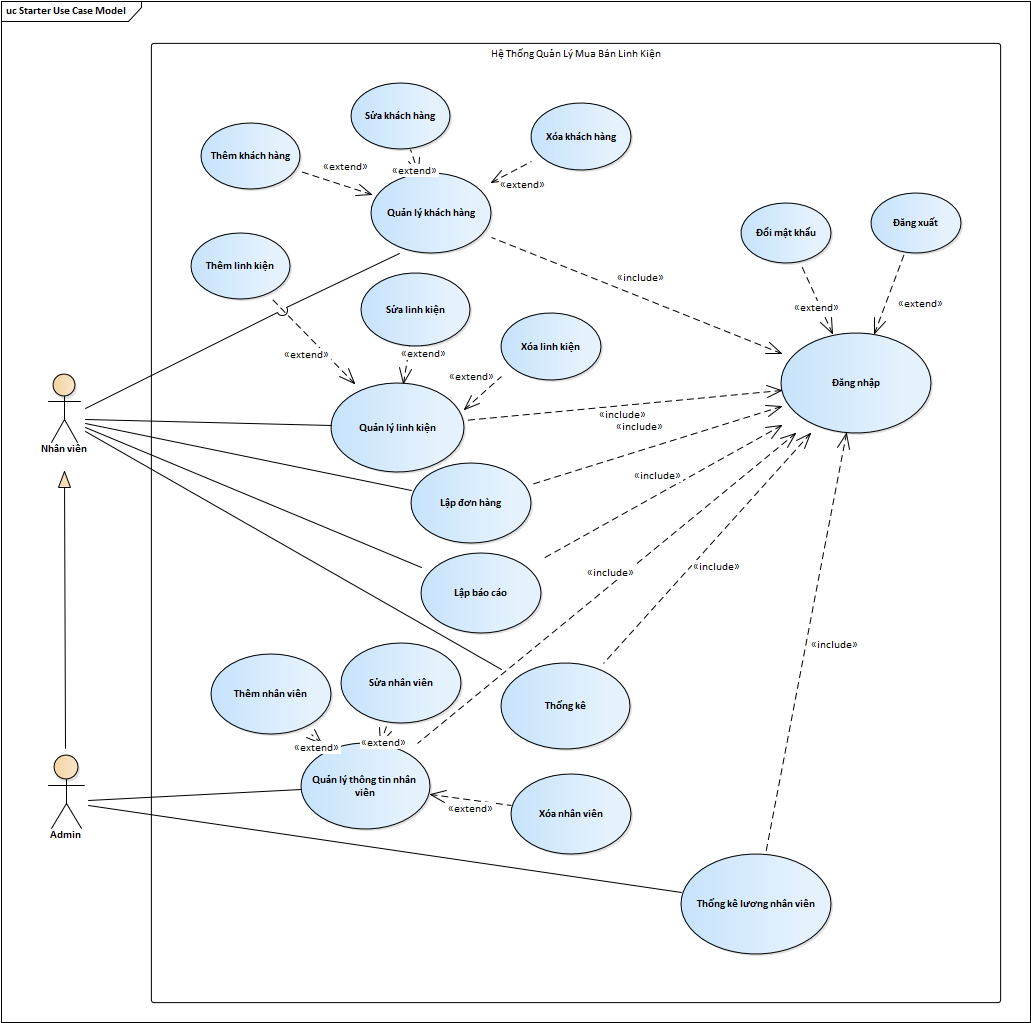 uc Starter Use Case Model
Hệ Thống Quản Lý Mua Bán Linh Kiện
Sửa khách hàng
Xóa khách hàng
Thêm khách hàng
«extend»
«extend»
«extend»
Quản lý khách hàng
Đổi mật khẩu
Đăng xuất
Thêm linh kiện
«include»
«extend»
«extend»
Sửa linh kiện
Xóa linh kiện
«extend»
«extend»
«extend»
Đăng nhập
Quản lý linh kiện
«include»
«include»
Nhân viên
«include»
Lập đơn hàng
«include»
«include»
Lập báo cáo
«include»
Sửa nhân viên
Thêm nhân viên
Thống kê
«extend»
«extend»
Quản lý thông tin nhân
viên
«extend»
Xóa nhân viên
Admin
Thống kê lương nhân viên